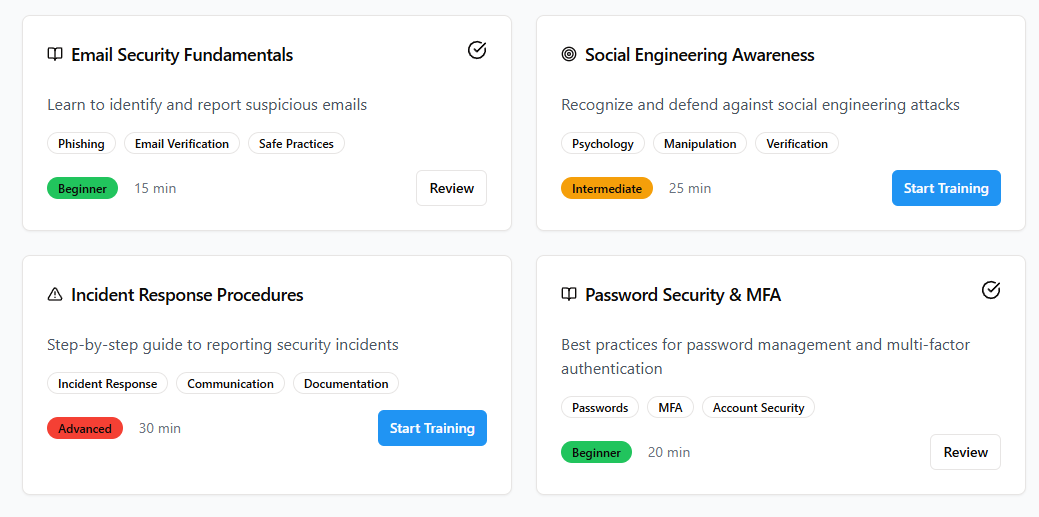 Email Security Fundamentals
Learn to identify and report suspicious emails
Phishing Email Verification Safe Practices
Beginner 15 min Review
Social Engineering Awareness
Recognize and defend against social engineering attacks
Psychology Manipulation Verification
Intermediate 25 min Start Training
Incident Response Procedures
Step-by-step guide to reporting security incidents
Incident Response Communication Documentation
Advanced 30 min Start Training
Password Security & MFA
Best practices for password management and multi-factor
authentication
Passwords MFA Account Security
Beginner 20 min Review